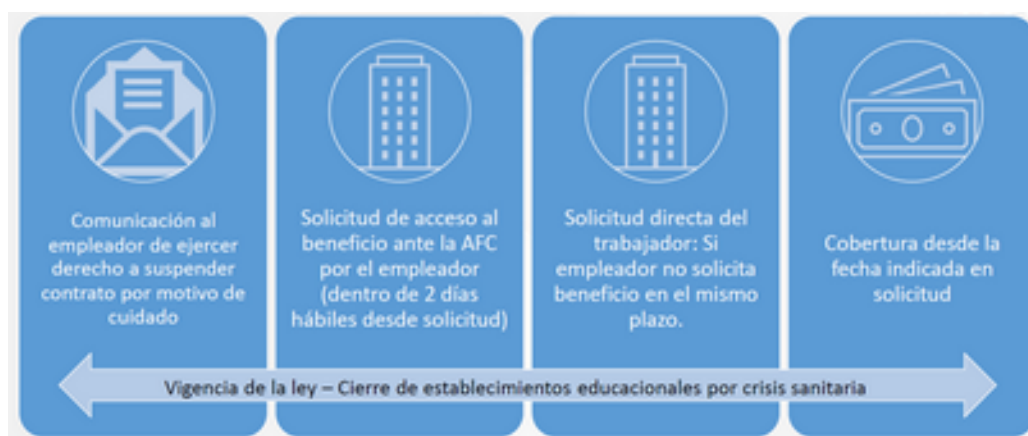 Comunicación al
empleador de ejercer
derecho a suspender
contrato por motivo de
cuidado
Solicitud de acceso al
beneficio ante la AFC
por el empleador
(dentro de 2 días
hábiles desde solicitud)
Solicitud directa del
trabajador: Si
empleador no solicita
beneficio en el mismo
plazo.
Cobertura desde la
fecha indicada en
solicitud
Vigencia de la ley – Cierre de establecimientos educacionales por crisis sanitaria